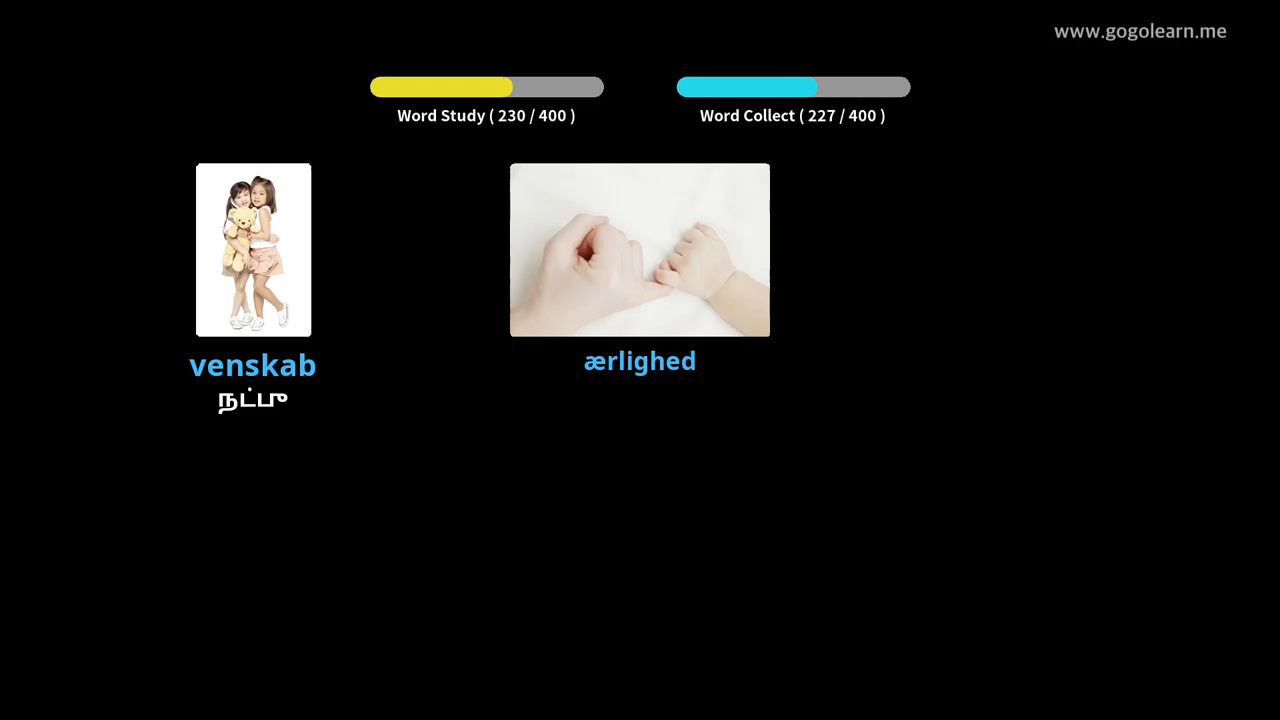 www.gogolearn.me
Word Study ( 230 / 400 )
Word Collect ( 227 / 400 )
venskab
நட்பு
ærlighed